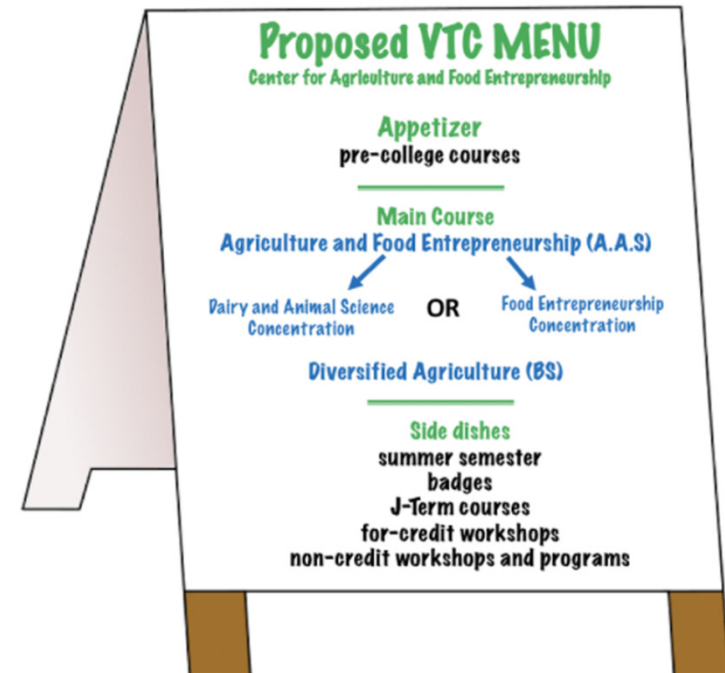 Proposed VTC MENU
Center for Agriculture and Food Entrepreneurship
Appetizer
pre-college courses
Main Course
Agriculture and Food Entrepreneurship (A.A.S)
Dairy and Animal Science
Concentration
OR
Food Entrepreneurship
Concentration
Diversified Agriculture (BS)
Side dishes
summer semester
badges
J-Term courses
for-credit workshops
non-credit workshops and programs